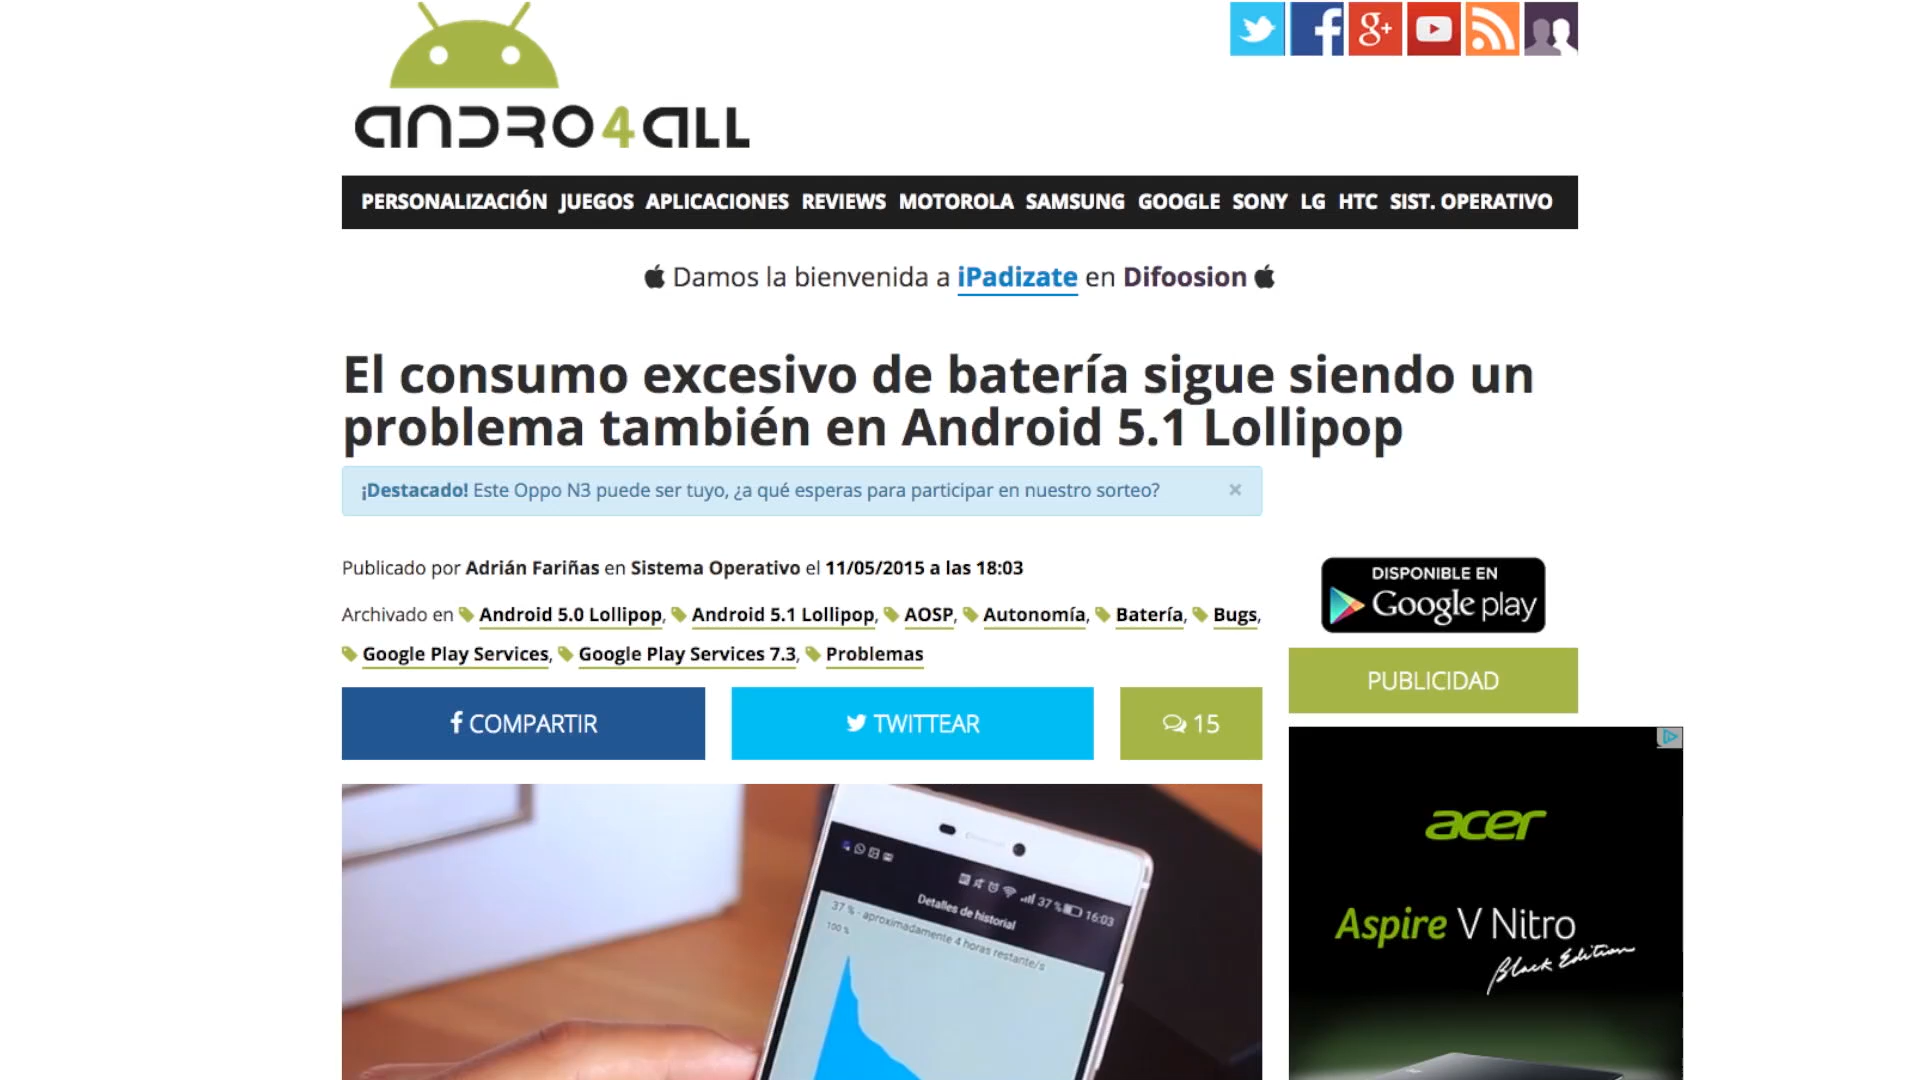 ANDRO4ALL
PERSONALIZACIÓN JUEGOS APLICACIONES REVIEWS MOTOROLA SAMSUNG GOOGLE SONY LG HTC SIST. OPERATIVO
Damos la bienvenida a iPadizate en Difoosion
El consumo excesivo de batería sigue siendo un
problema también en Android 5.1 Lollipop
¡Destacado! Este Oppo N3 puede ser tuyo, ¿a qué esperas para participar en nuestro sorteo? ×
Publicado por Adrián Fariñas en Sistema Operativo el 11/05/2015 a las 18:03
Archivado en Android 5.0 Lollipop, Android 5.1 Lollipop, AOSP, Autonomía, Batería, Bugs,
Google Play Services, Google Play Services 7.3, Problemas
COMPARTIR TWITTEAR 15
DISPONIBLE EN
Google play
PUBLICIDAD
37 % 16:03
Detalles de historial
37 % - aproximadamente 4 horas restante/s
100 %
acer
Aspire V Nitro
Black Edition